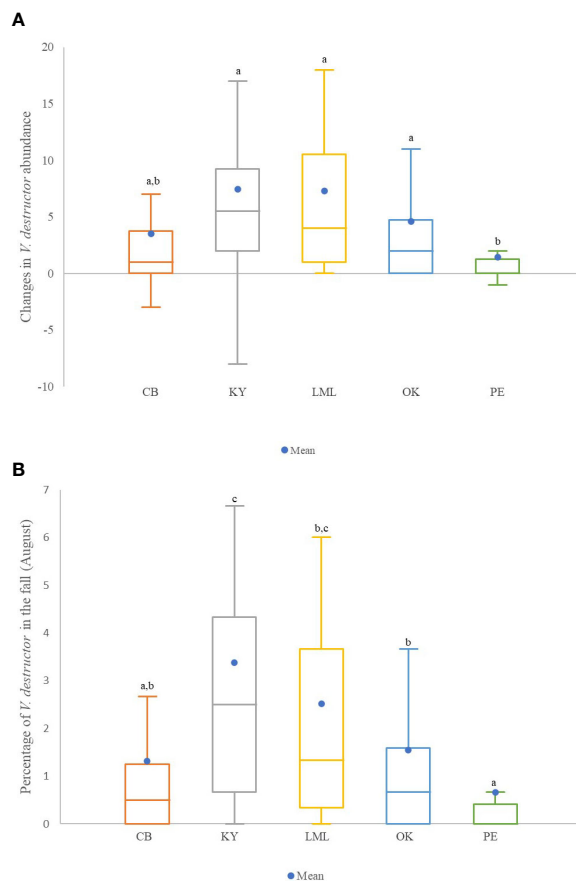 A
Changes in V. destructor abundance
20
15
10
5
0
-5
-10
a,b
a
a
a
b
CB KY LML OK PE
Mean
B
Percentage of V. destructor in the fall (August)
7
6
5
4
3
2
1
0
a,b
c
b,c
b
a
CB KY LML OK PE
Mean